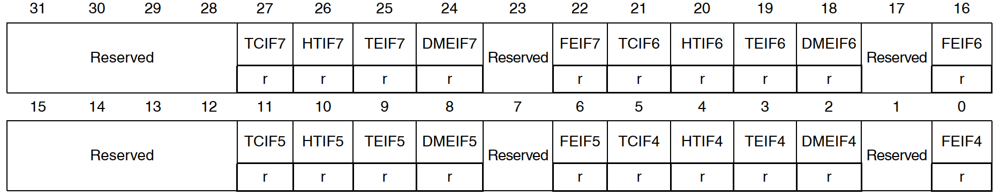 31 30 29 28 27 26 25 24 23 22 21 20 19 18 17 16
Reserved TCIF7 HTIF7 TEIF7 DMEIF7 Reserved FEIF7 TCIF6 HTIF6 TEIF6 DMEIF6 Reserved FEIF6
r r r r r r r r r r
15 14 13 12 11 10 9 8 7 6 5 4 3 2 1 0
Reserved TCIF5 HTIF5 TEIF5 DMEIF5 Reserved FEIF5 TCIF4 HTIF4 TEIF4 DMEIF4 Reserved FEIF4
r r r r r r r r r r